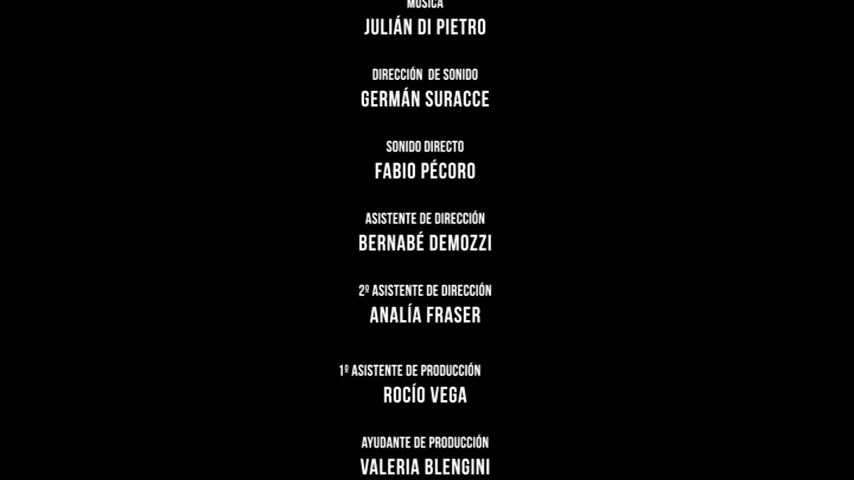 MÚSICA
JULIÁN DI PIETRO
DIRECCIÓN DE SONIDO
GERMÁN SURACCE
SONIDO DIRECTO
FABIO PÉCORO
ASISTENTE DE DIRECCIÓN
BERNABÉ DEMOZZI
2º ASISTENTE DE DIRECCIÓN
ANALÍA FRASER
1º ASISTENTE DE PRODUCCIÓN
ROCÍO VEGA
AYUDANTE DE PRODUCCIÓN
VALERIA BLENGINI